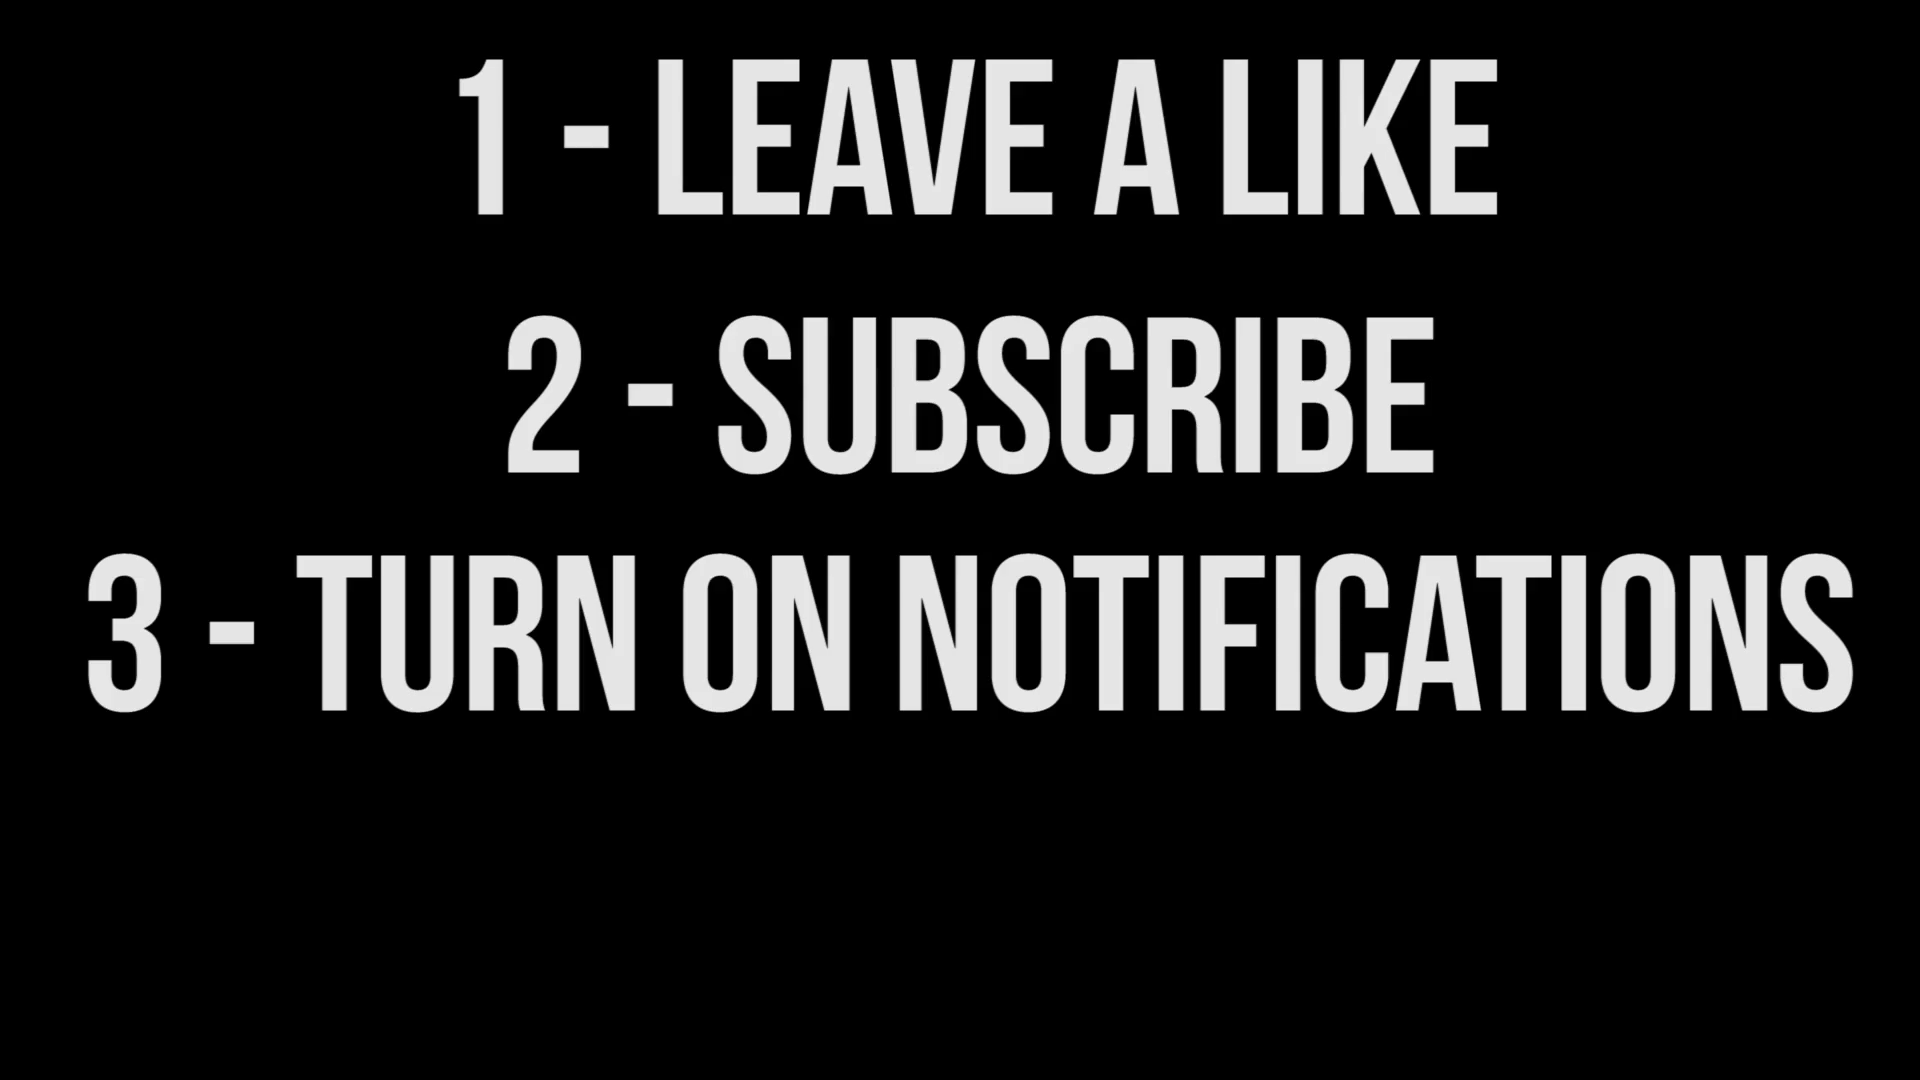 1 - LEAVE A LIKE
2 - SUBSCRIBE
3 - TURN ON NOTIFICATIONS